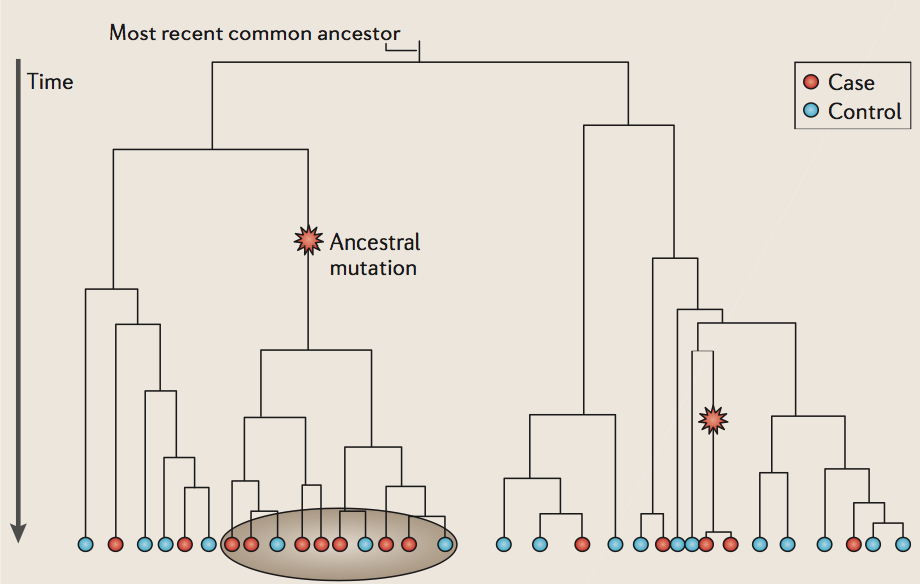 Most recent common ancestor
Time
Case
Control
Ancestral
mutation